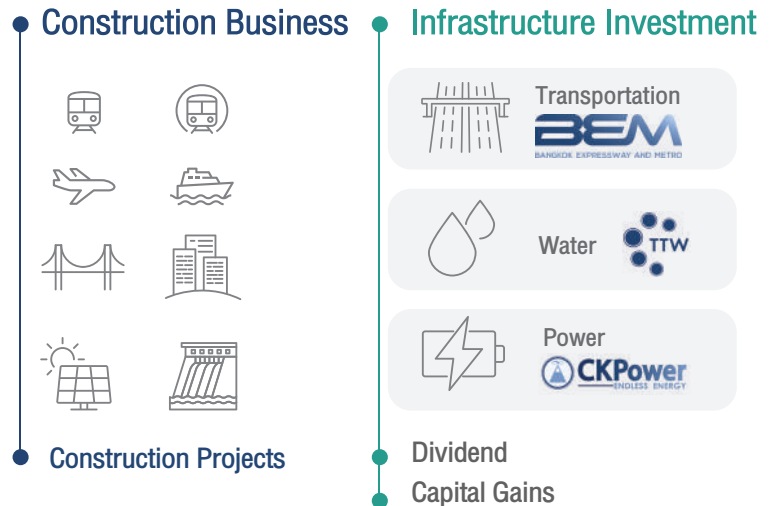 Construction Business
Construction Projects
Infrastructure Investment
Transportation
BEM
BANGKOK EXPRESSWAY AND METRO
Water
TTW
Power
CKPower
ENDLESS ENERGY
Dividend
Capital Gains